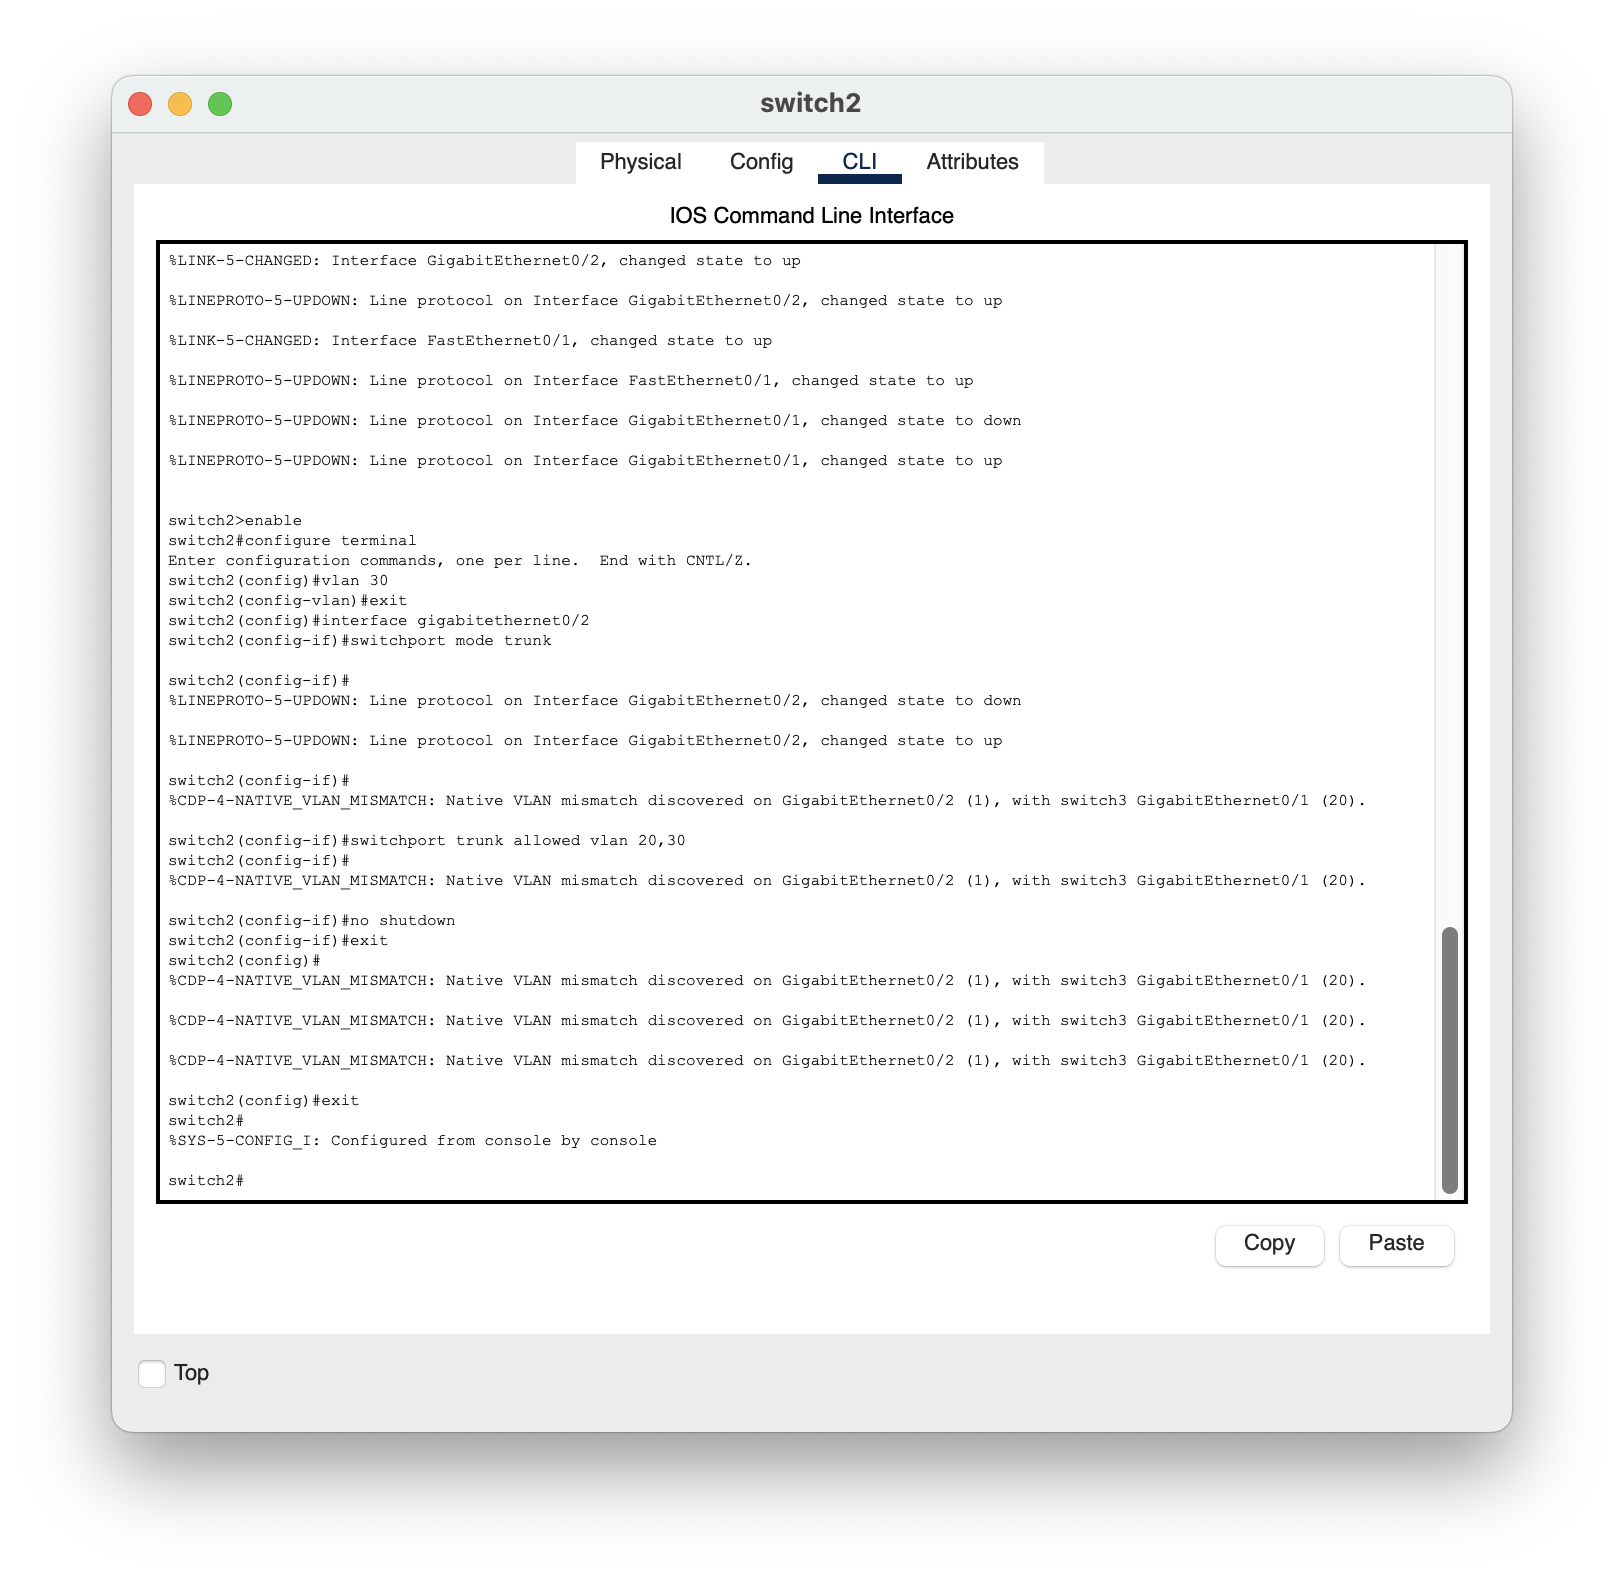 switch2
Physical Config CLI Attributes
IOS Command Line Interface
%LINK-5-CHANGED: Interface GigabitEthernet0/2, changed state to up
%LINEPROTO-5-UPDOWN: Line protocol on Interface GigabitEthernet0/2, changed state to up
%LINK-5-CHANGED: Interface FastEthernet0/1, changed state to up
%LINEPROTO-5-UPDOWN: Line protocol on Interface FastEthernet0/1, changed state to up
%LINEPROTO-5-UPDOWN: Line protocol on Interface GigabitEthernet0/1, changed state to down
%LINEPROTO-5-UPDOWN: Line protocol on Interface GigabitEthernet0/1, changed state to up
switch2>enable
switch2#configure terminal
Enter configuration commands, one per line.  End with CNTL/Z.
switch2(config)#vlan 30
switch2(config-vlan)#exit
switch2(config)#interface gigabitethernet0/2
switch2(config-if)#switchport mode trunk
switch2(config-if)#
%LINEPROTO-5-UPDOWN: Line protocol on Interface GigabitEthernet0/2, changed state to down
%LINEPROTO-5-UPDOWN: Line protocol on Interface GigabitEthernet0/2, changed state to up
switch2(config-if)#
%CDP-4-NATIVE_VLAN_MISMATCH: Native VLAN mismatch discovered on GigabitEthernet0/2 (1), with switch3 GigabitEthernet0/1 (20).
switch2(config-if)#switchport trunk allowed vlan 20,30
switch2(config-if)#
%CDP-4-NATIVE_VLAN_MISMATCH: Native VLAN mismatch discovered on GigabitEthernet0/2 (1), with switch3 GigabitEthernet0/1 (20).
switch2(config-if)#no shutdown
switch2(config-if)#exit
switch2(config)#
%CDP-4-NATIVE_VLAN_MISMATCH: Native VLAN mismatch discovered on GigabitEthernet0/2 (1), with switch3 GigabitEthernet0/1 (20).
%CDP-4-NATIVE_VLAN_MISMATCH: Native VLAN mismatch discovered on GigabitEthernet0/2 (1), with switch3 GigabitEthernet0/1 (20).
%CDP-4-NATIVE_VLAN_MISMATCH: Native VLAN mismatch discovered on GigabitEthernet0/2 (1), with switch3 GigabitEthernet0/1 (20).
switch2(config)#exit
switch2#
%SYS-5-CONFIG_I: Configured from console by console
switch2#
Copy Paste
Top